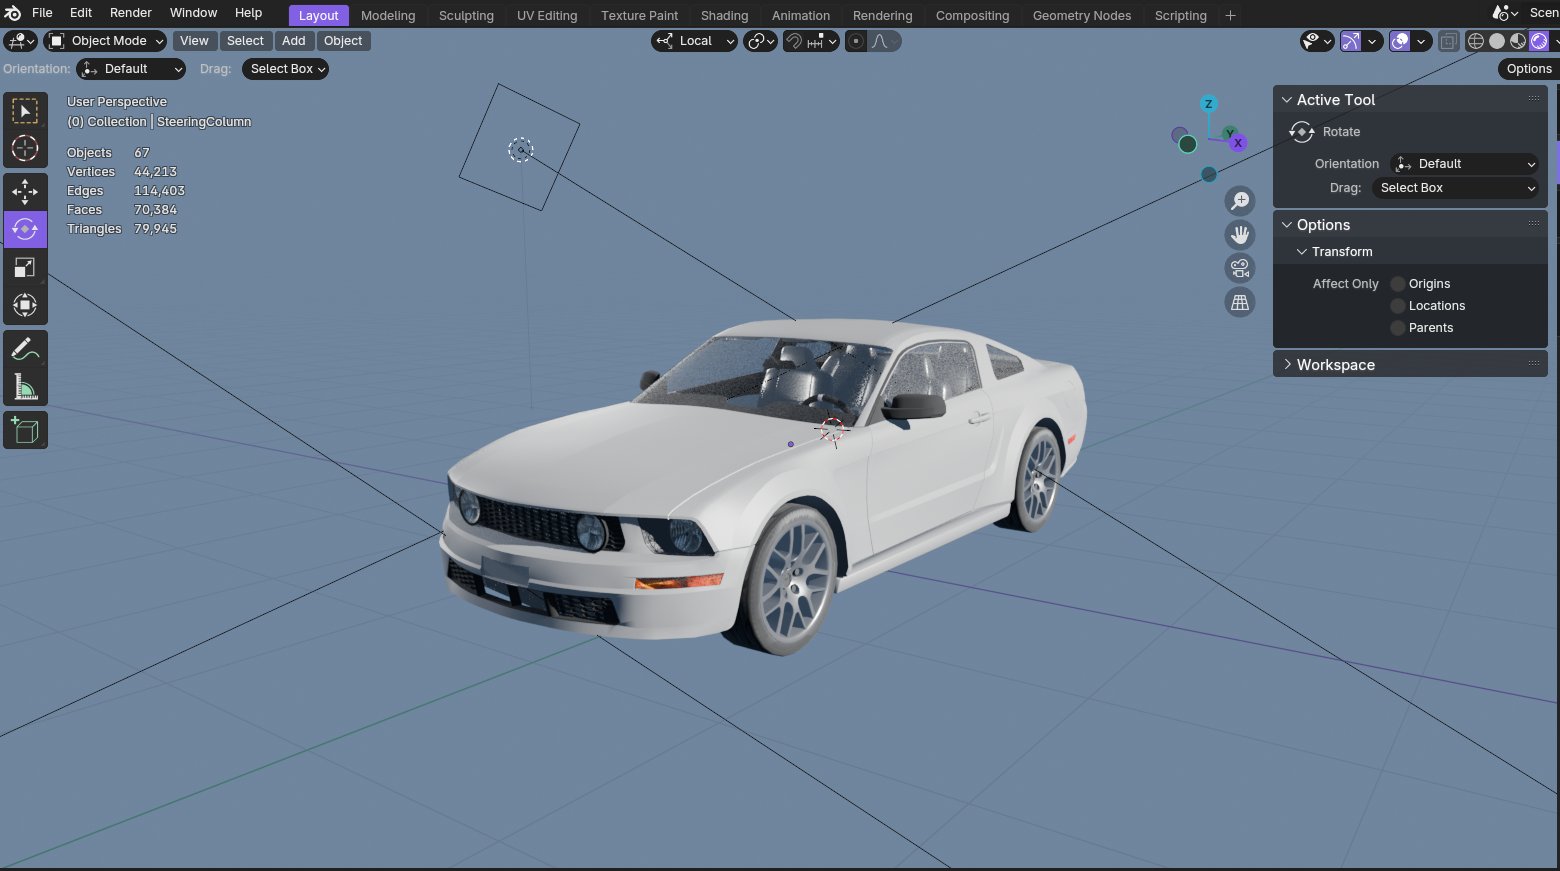 File Edit Render Window Help Layout Modeling Sculpting UV Editing Texture Paint Shading Animation Rendering Compositing Geometry Nodes Scripting + Scen
Object Mode View Select Add Object Local
Orientation: Default Drag: Select Box Options
User Perspective
(0) Collection | SteeringColumn
Objects 67
Vertices 44,213
Edges 114,403
Faces 70,384
Triangles 79,945
Z
Y
X
Active Tool
Rotate
Orientation Default
Drag: Select Box
Options
Transform
Affect Only Origins
Locations
Parents
Workspace